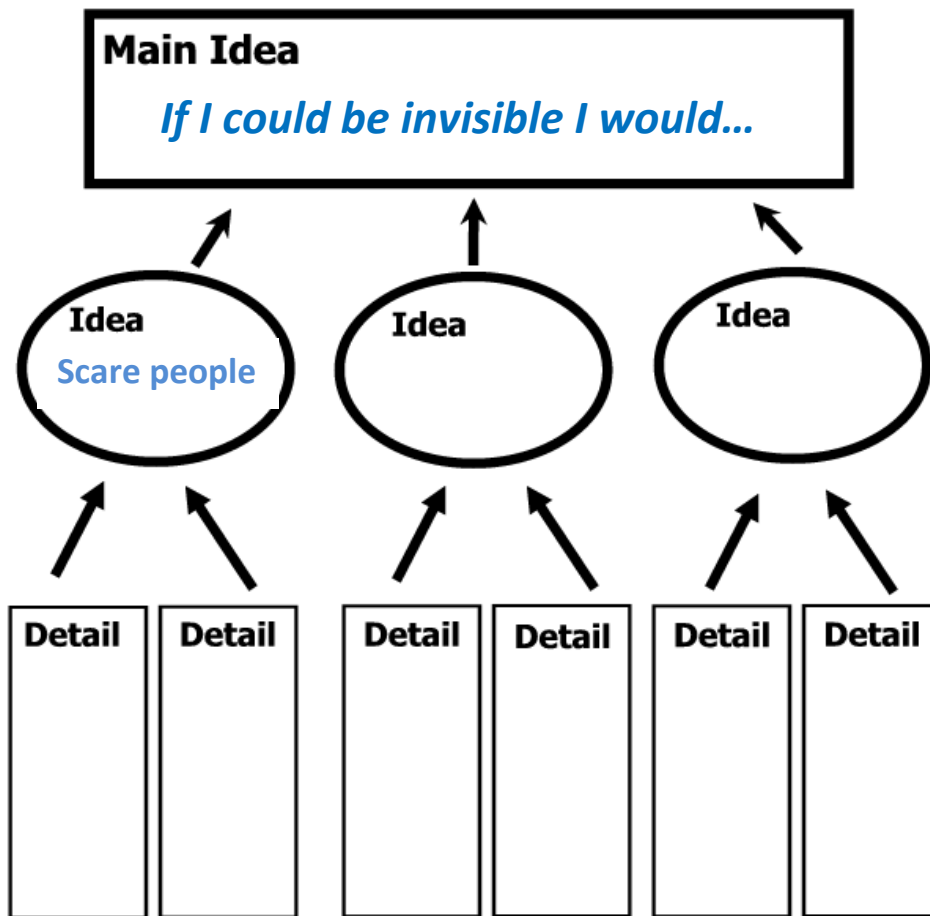 Main Idea
If I could be invisible I would...
Idea
Scare people
Idea
Idea
Detail
Detail
Detail
Detail
Detail
Detail